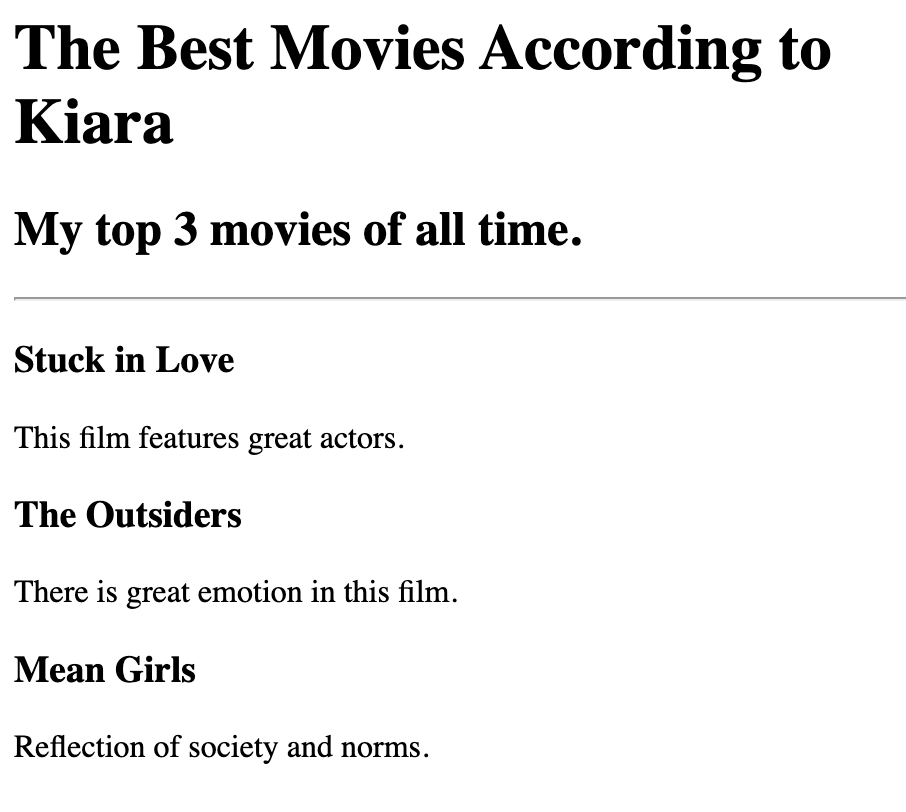 The Best Movies According to
Kiara
My top 3 movies of all time.
Stuck in Love
This film features great actors.
The Outsiders
There is great emotion in this film.
Mean Girls
Reflection of society and norms.